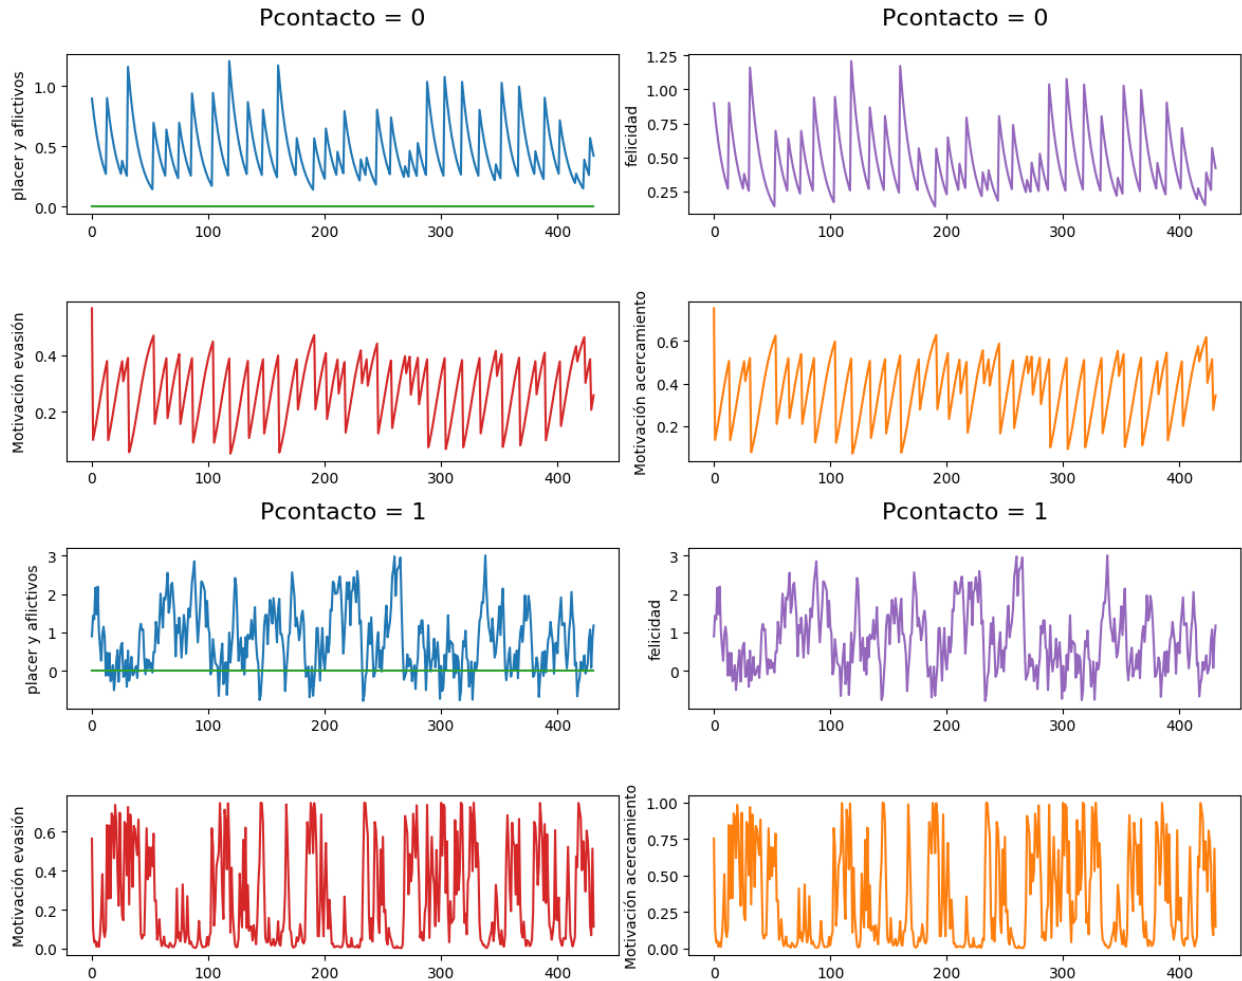 Pcontacto = 0
placer y aflictivos
1.0
0.5
0.0
0 100 200 300 400
Pcontacto = 0
felicidad
1.25
1.00
0.75
0.50
0.25
0 100 200 300 400
Motivación evasión
0.4
0.2
0 100 200 300 400
Motivación acercamiento
0.6
0.4
0.2
0 100 200 300 400
Pcontacto = 1
placer y aflictivos
3
2
1
0
0 100 200 300 400
Pcontacto = 1
felicidad
3
2
1
0
0 100 200 300 400
Motivación evasión
0.6
0.4
0.2
0.0
0 100 200 300 400
Motivación acercamiento
1.00
0.75
0.50
0.25
0.00
0 100 200 300 400